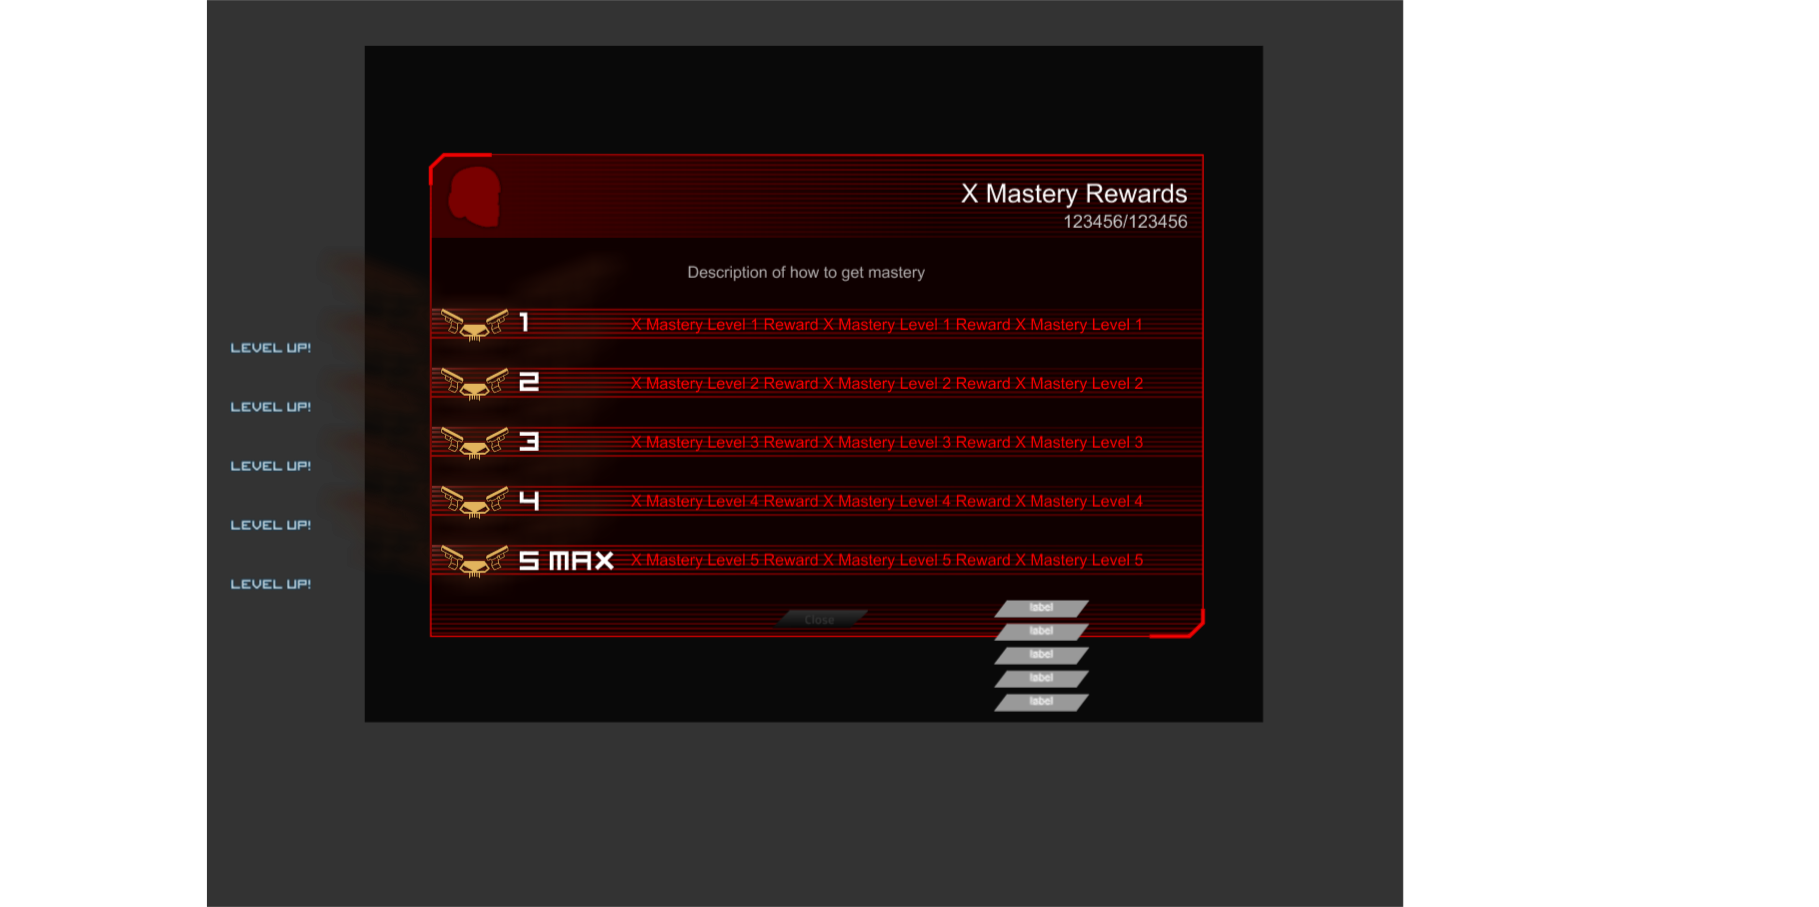 X Mastery Rewards
123456/123456
Description of how to get mastery
1 X Mastery Level 1 Reward X Mastery Level 1 Reward X Mastery Level 1
LEVEL UP!
2 X Mastery Level 2 Reward X Mastery Level 2 Reward X Mastery Level 2
LEVEL UP!
3 X Mastery Level 3 Reward X Mastery Level 3 Reward X Mastery Level 3
LEVEL UP!
4 X Mastery Level 4 Reward X Mastery Level 4 Reward X Mastery Level 4
LEVEL UP!
5 MAX X Mastery Level 5 Reward X Mastery Level 5 Reward X Mastery Level 5
LEVEL UP!
label
Close
label
label
label
label